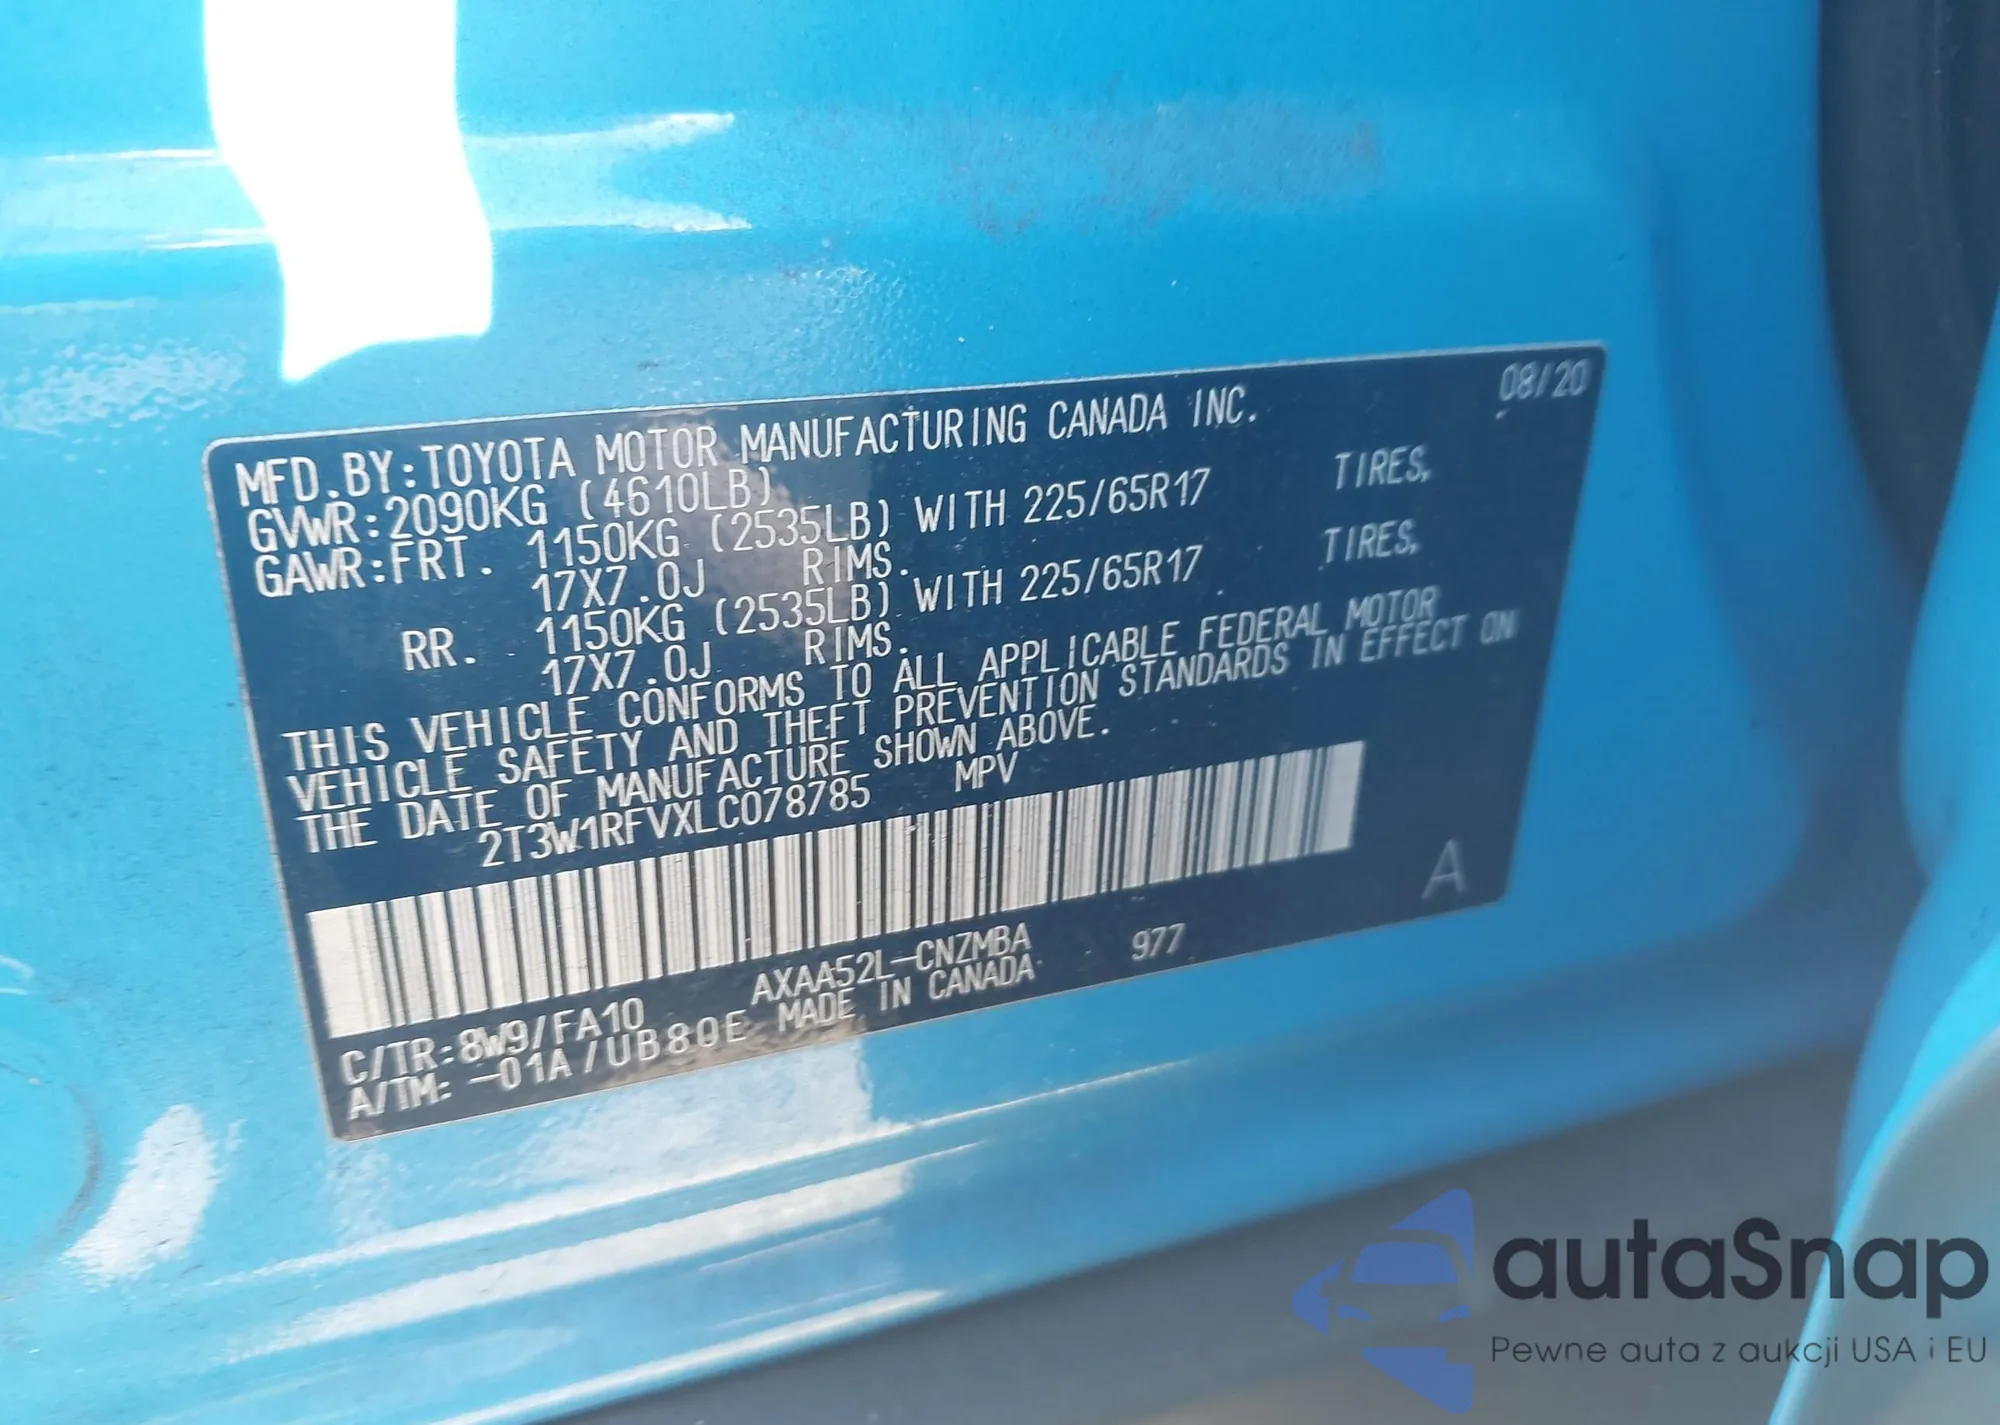 08/20
MFD.BY:TOYOTA MOTOR MANUFACTURING CANADA INC.
GVWR:2090KG (4610LB)
GAWR:FRT. 1150KG (2535LB) WITH 225/65R17 TIRES,
17X7.0J RIMS.
RR. 1150KG (2535LB) WITH 225/65R17 TIRES,
17X7.0J RIMS.
THIS VEHICLE CONFORMS TO ALL APPLICABLE FEDERAL MOTOR
VEHICLE SAFETY AND THEFT PREVENTION STANDARDS IN EFFECT ON
THE DATE OF MANUFACTURE SHOWN ABOVE.
2T3W1RFVXLC078785 MPV
A
AXAA52L-CNZMBA 977
C/TR:8W9/FA10 MADE IN CANADA
A/TM: -01A/UB80E
autaSnap
Pewne auta z aukcji USA i EU